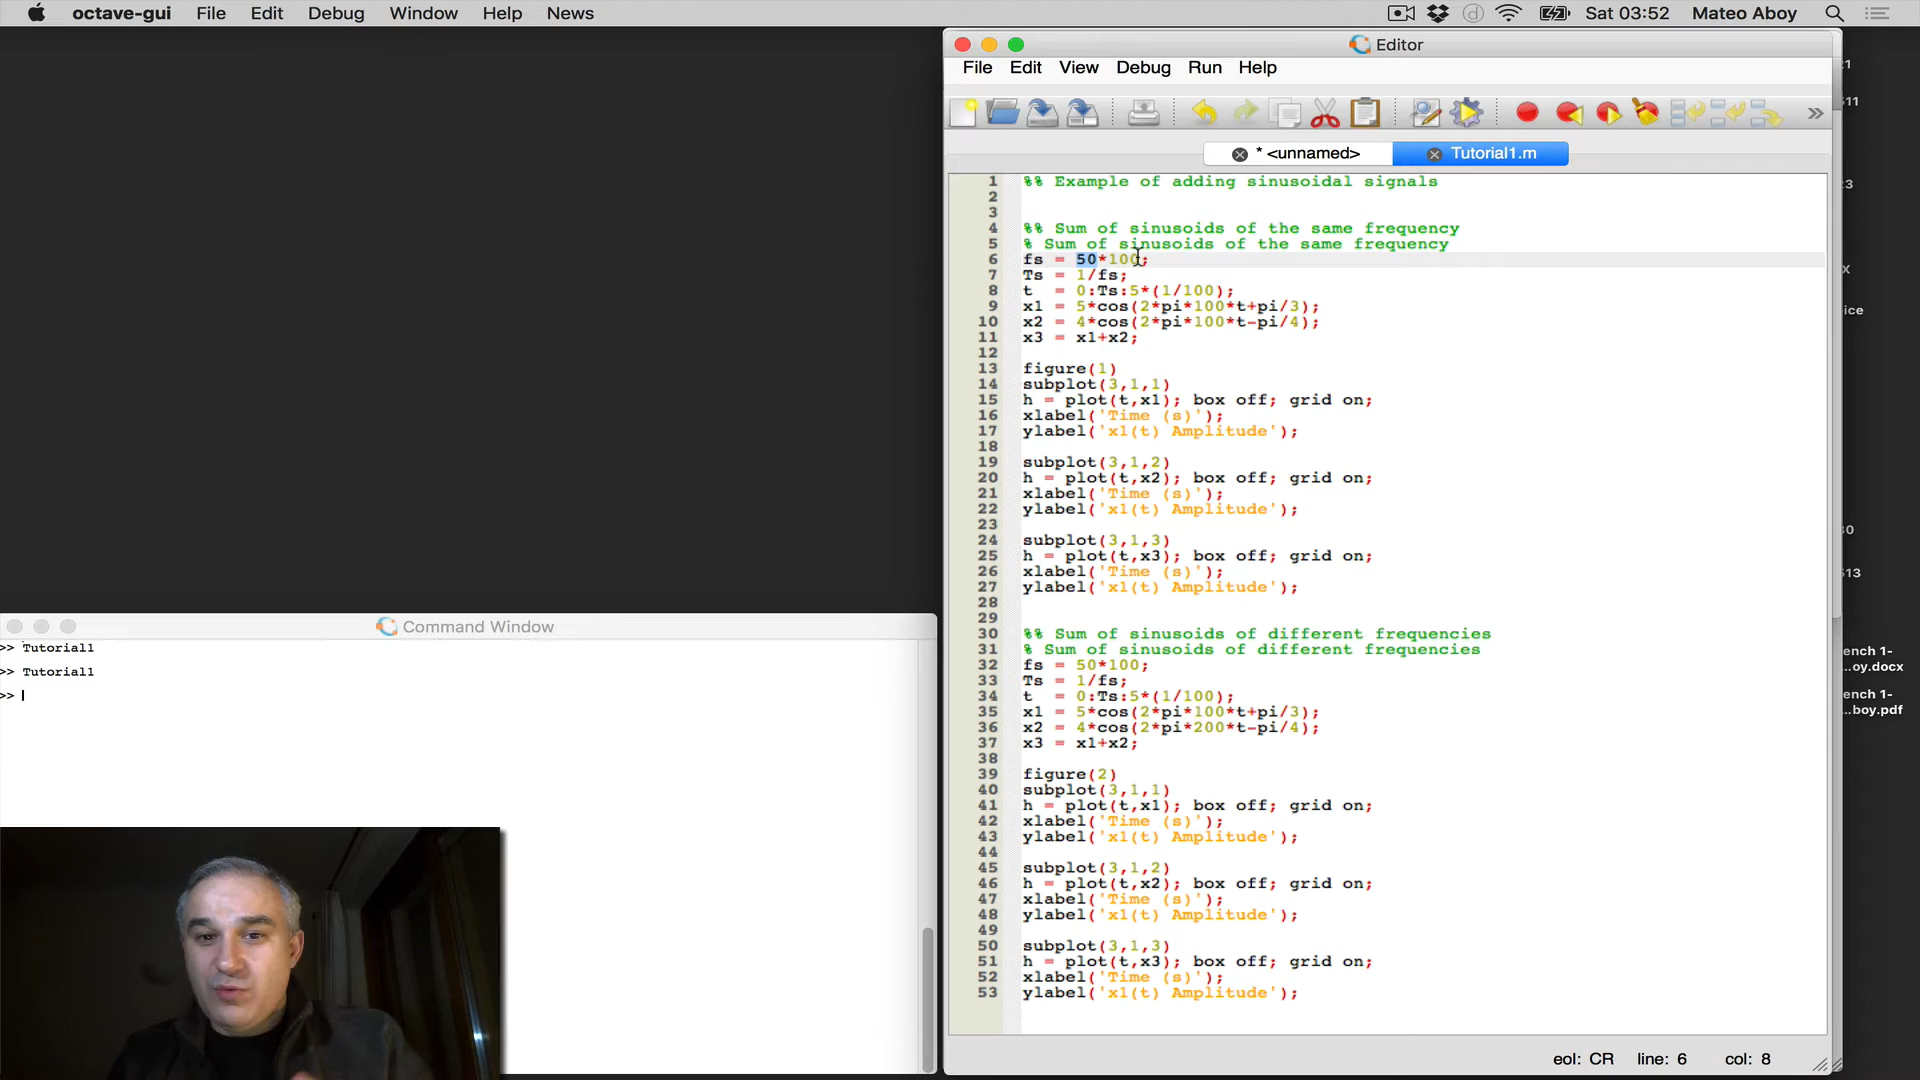 octave-gui File Edit Debug Window Help News
Sat 03:52 Mateo Aboy
Editor
File Edit View Debug Run Help
* <unnamed> Tutorial1.m
1 %% Example of adding sinusoidal signals
2
3
4 %% Sum of sinusoids of the same frequency
5 % Sum of sinusoids of the same frequency
6 fs = 50*100;
7 Ts = 1/fs;
8 t = 0:Ts:5*(1/100);
9 x1 = 5*cos(2*pi*100*t+pi/3);
10 x2 = 4*cos(2*pi*100*t-pi/4);
11 x3 = x1+x2;
12
13 figure(1)
14 subplot(3,1,1)
15 h = plot(t,x1); box off; grid on;
16 xlabel('Time (s)');
17 ylabel('x1(t) Amplitude');
18
19 subplot(3,1,2)
20 h = plot(t,x2); box off; grid on;
21 xlabel('Time (s)');
22 ylabel('x1(t) Amplitude');
23
24 subplot(3,1,3)
25 h = plot(t,x3); box off; grid on;
26 xlabel('Time (s)');
27 ylabel('x1(t) Amplitude');
28
29
30 %% Sum of sinusoids of different frequencies
31 % Sum of sinusoids of different frequencies
32 fs = 50*100;
33 Ts = 1/fs;
34 t = 0:Ts:5*(1/100);
35 x1 = 5*cos(2*pi*100*t+pi/3);
36 x2 = 4*cos(2*pi*200*t-pi/4);
37 x3 = x1+x2;
38
39 figure(2)
40 subplot(3,1,1)
41 h = plot(t,x1); box off; grid on;
42 xlabel('Time (s)');
43 ylabel('x1(t) Amplitude');
44
45 subplot(3,1,2)
46 h = plot(t,x2); box off; grid on;
47 xlabel('Time (s)');
48 ylabel('x1(t) Amplitude');
49
50 subplot(3,1,3)
51 h = plot(t,x3); box off; grid on;
52 xlabel('Time (s)');
53 ylabel('x1(t) Amplitude');
eol: CR line: 6 col: 8
Command Window
>> Tutorial1
>> Tutorial1
>>
ench 1-
...oy.docx
ench 1-
...boy.pdf